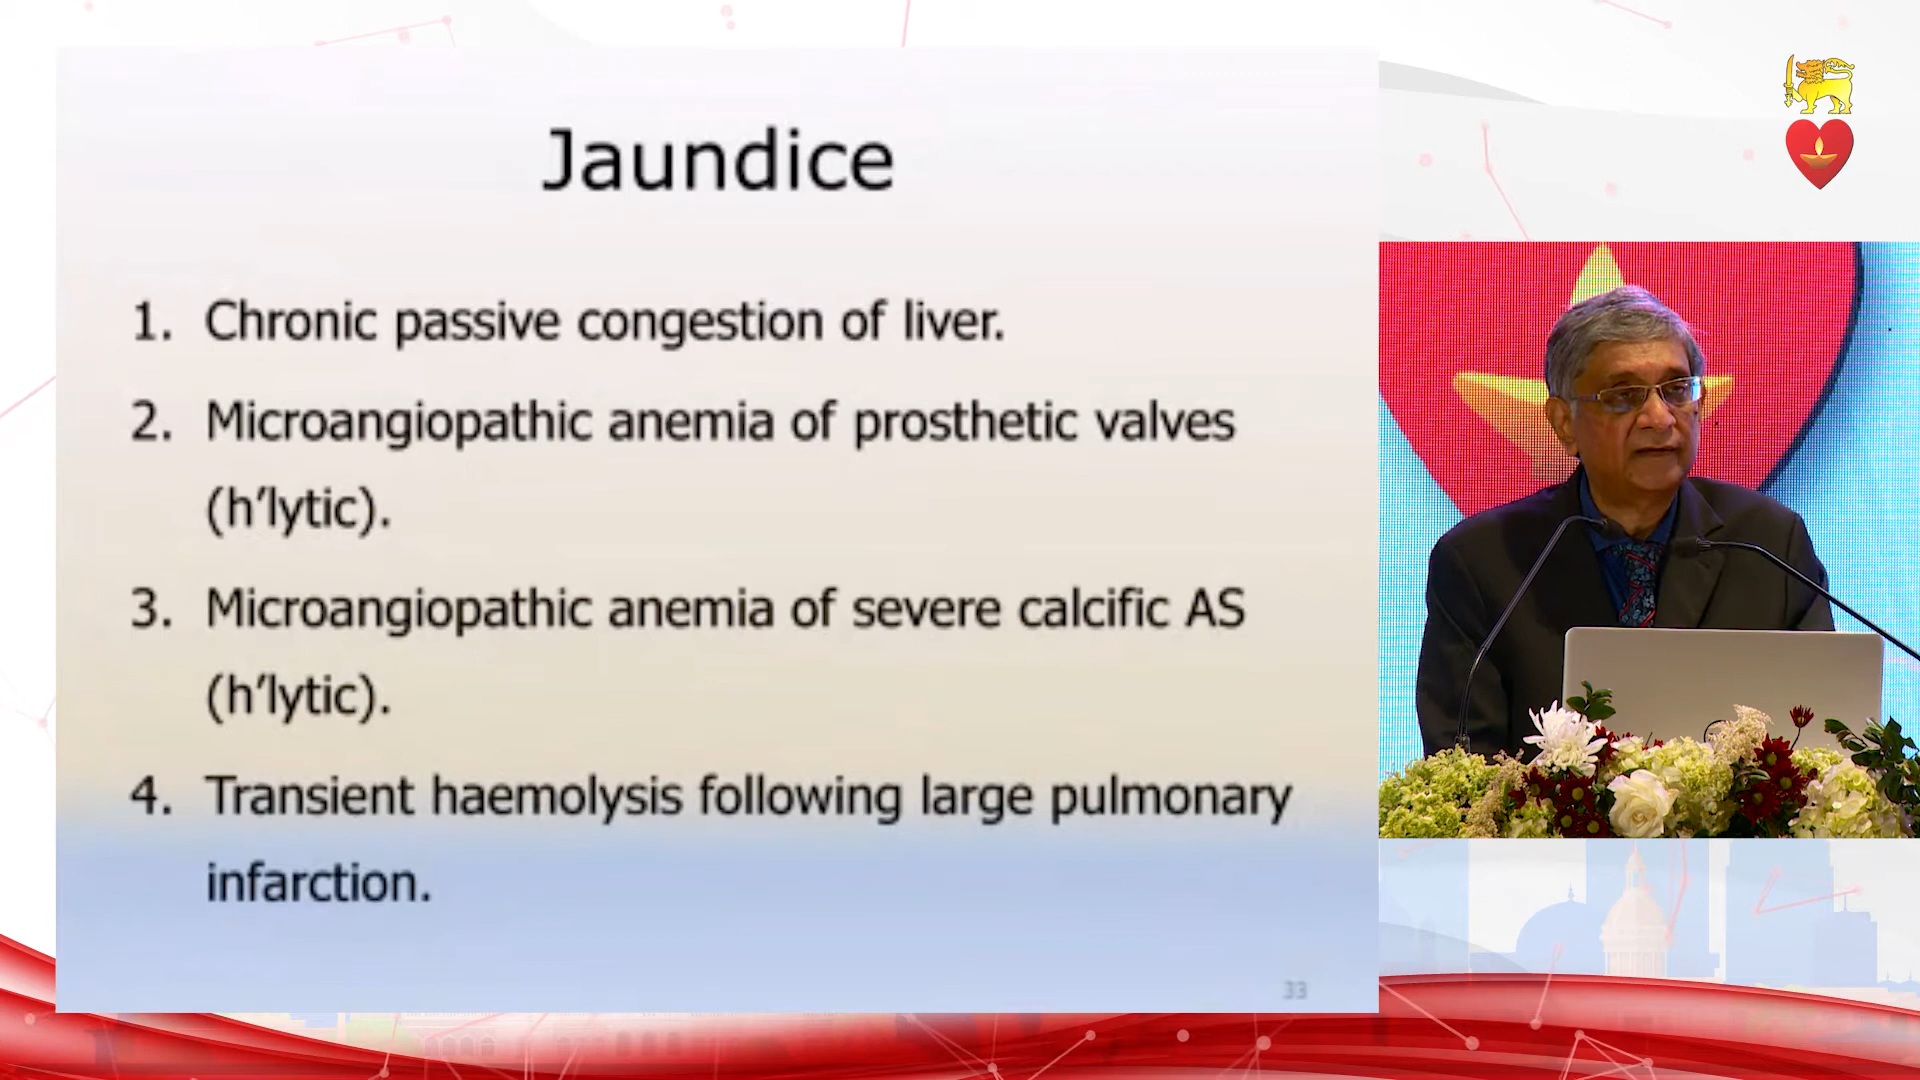 Jaundice
1. Chronic passive congestion of liver.
2. Microangiopathic anemia of prosthetic valves
(h'lytic).
3. Microangiopathic anemia of severe calcific AS
(h'lytic).
4. Transient haemolysis following large pulmonary
infarction.
33